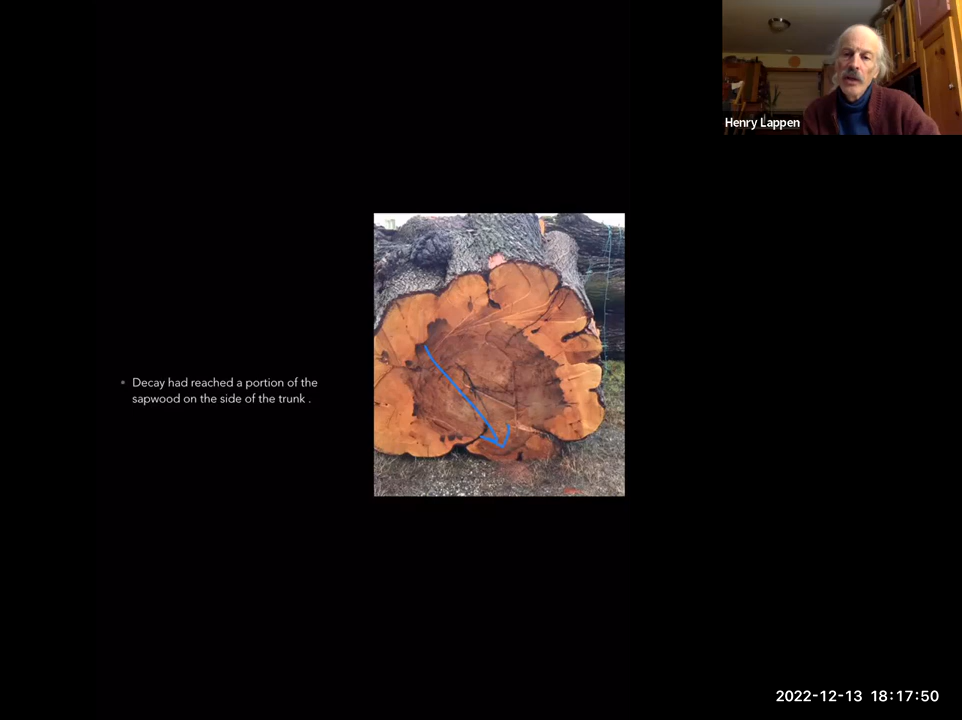 Henry Lappen
Decay had reached a portion of the
sapwood on the side of the trunk .
2022-12-13 18:17:50